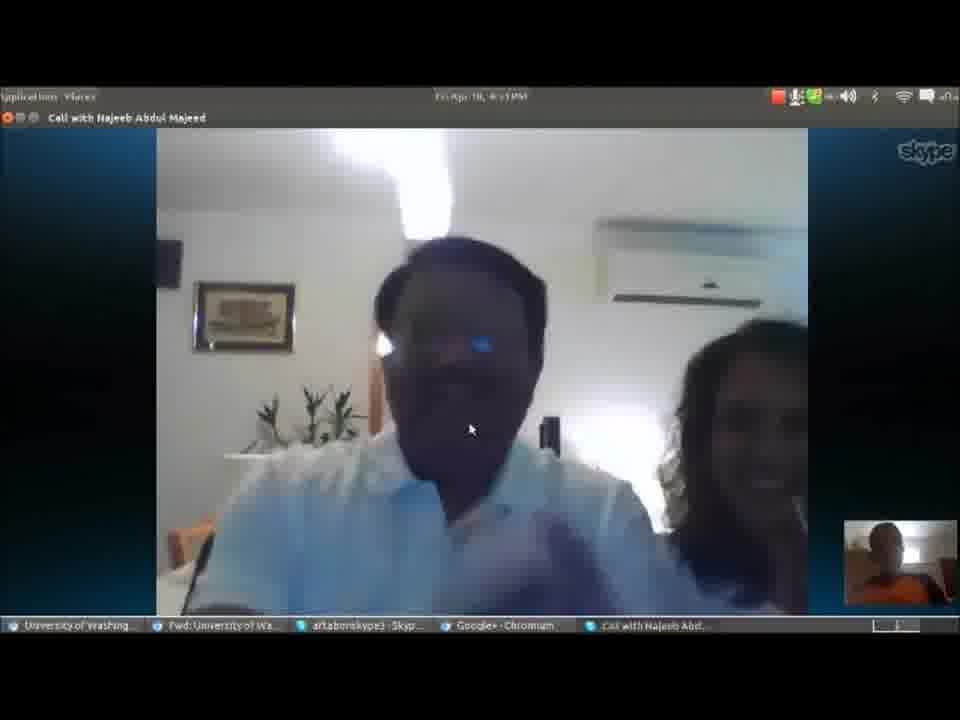 Applications Places
Fri Apr 18, 4:51 PM
Call with Najeeb Abdul Majeed
skype
University of Washing...
Fwd: University of Wa...
artabonskype3 - Skyp...
Google+ - Chromium
Call with Najeeb Abd...